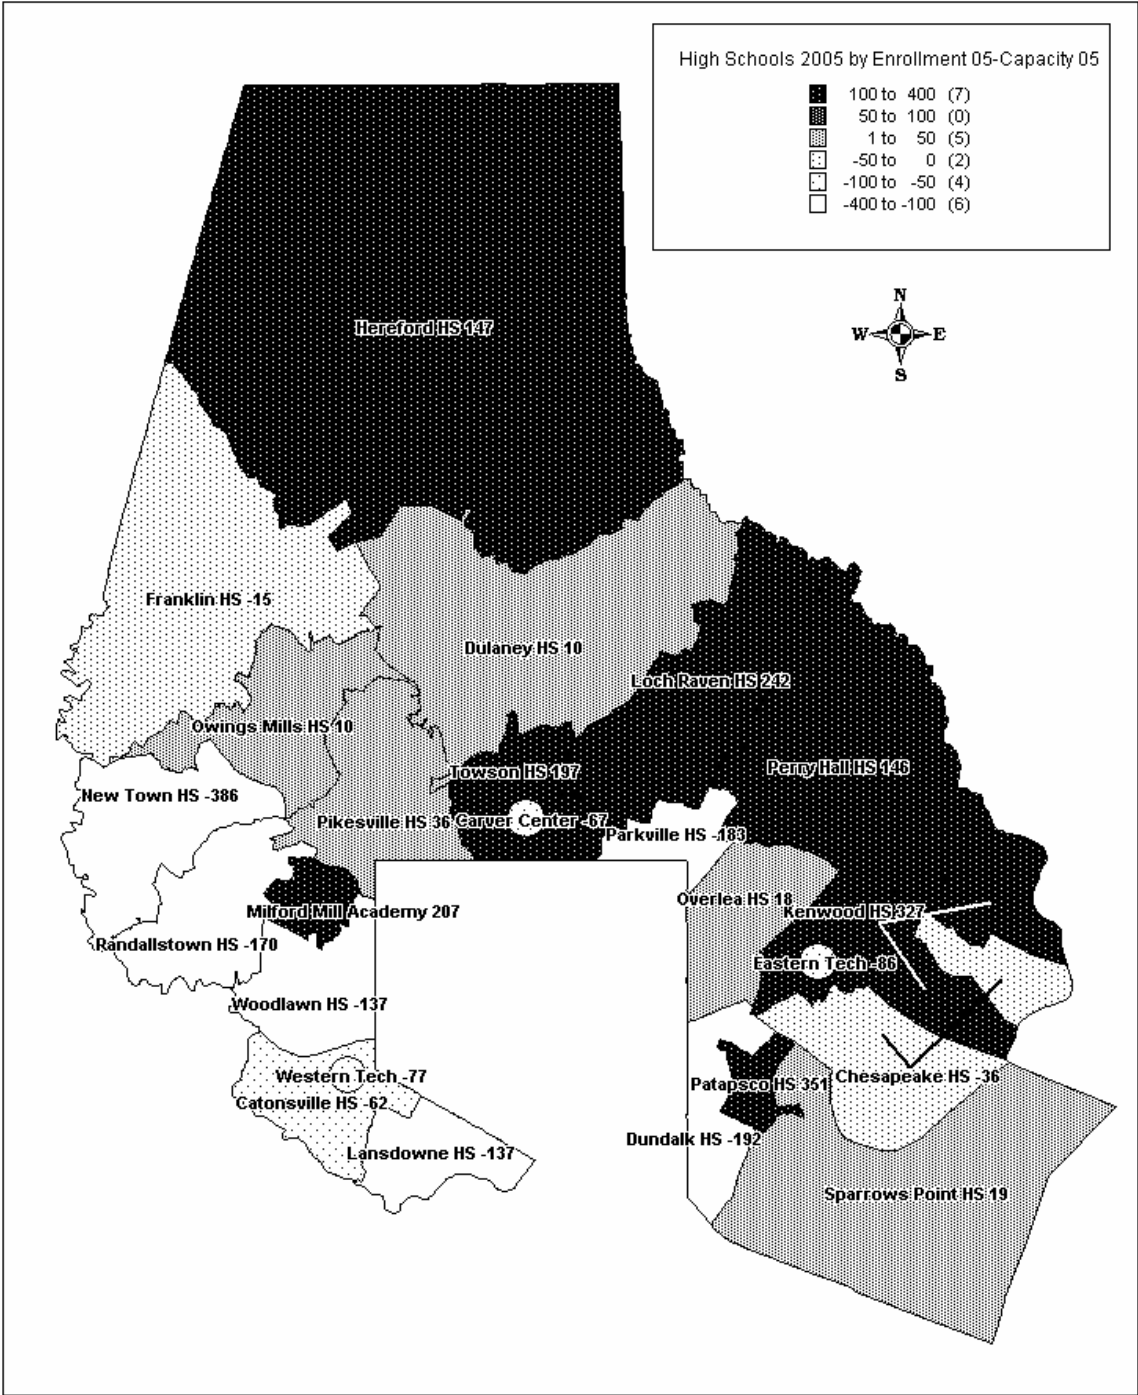 High Schools 2005 by Enrollment 05-Capacity 05
100 to 400 (7)
50 to 100 (0)
1 to 50 (5)
-50 to 0 (2)
-100 to -50 (4)
-400 to -100 (6)
N
W E
S
Hereford HS 147
Franklin HS -15
Dulaney HS 10
Loch Raven HS 242
Owings Mills HS 10
Towson HS 197
Perry Hall HS 146
New Town HS -386
Pikesville HS 36
Carver Center -67
Parkville HS -183
Overlea HS 18
Milford Mill Academy 207
Kenwood HS 327
Randallstown HS -170
Eastern Tech -86
Woodlawn HS -137
Western Tech -77
Chesapeake HS -36
Patapsco HS 351
Catonsville HS -62
Dundalk HS -192
Lansdowne HS -137
Sparrows Point HS 19